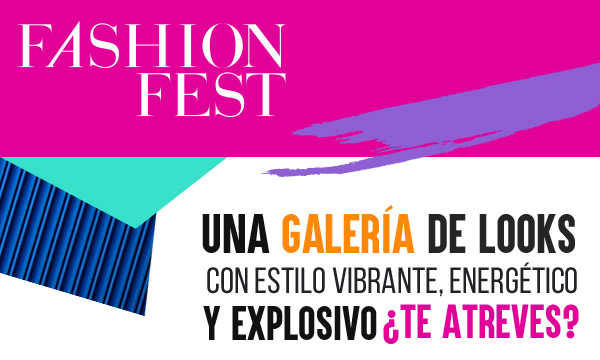 FASHION
FEST
UNA GALERÍA DE LOOKS
CON ESTILO VIBRANTE, ENERGÉTICO
Y EXPLOSIVO ¿TE ATREVES?